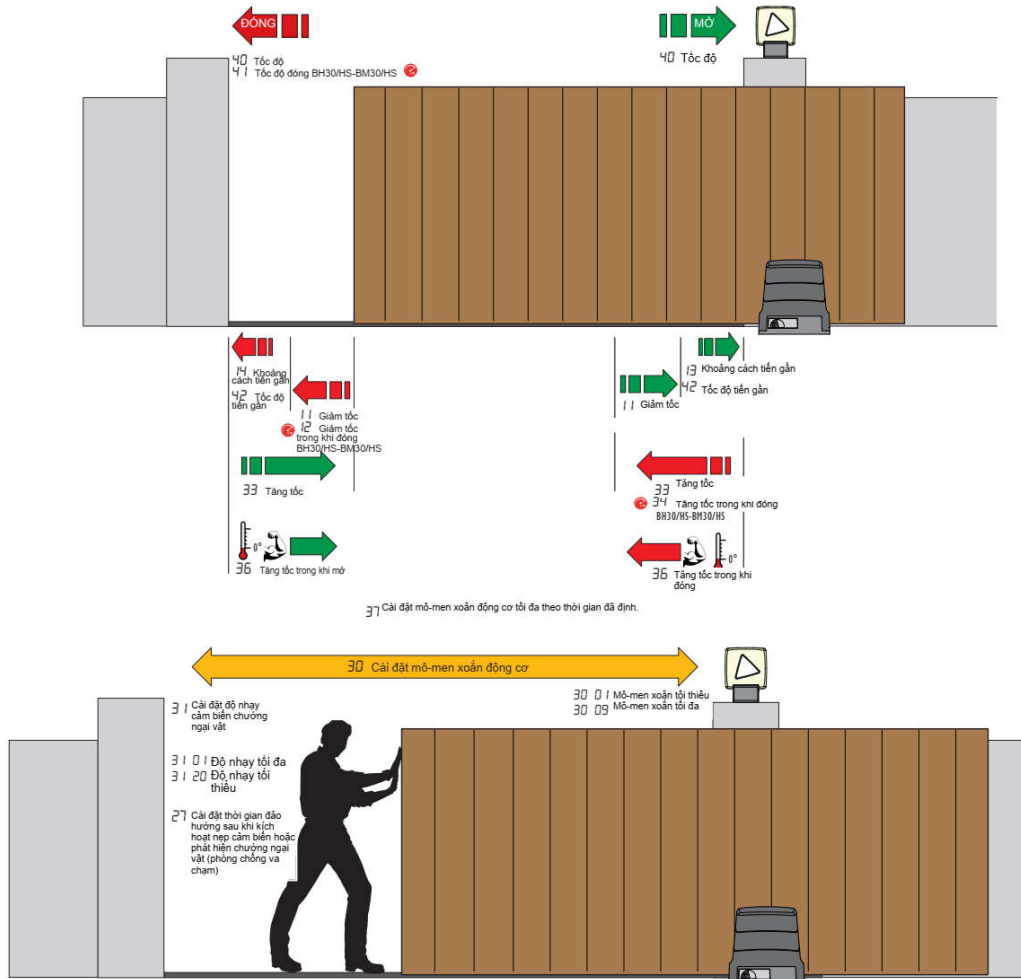 ĐÓNG
MỞ
40 Tốc độ
41 Tốc độ đóng BH30/HS-BM30/HS
40 Tốc độ
14 Khoảng
cách tiến gần
42 Tốc độ
tiến gần
11 Giảm tốc
12 Giảm tốc
trong khi đóng
BH30/HS-BM30/HS
13 Khoảng cách tiến gần
42 Tốc độ tiến gần
11 Giảm tốc
33 Tăng tốc
33 Tăng tốc
34 Tăng tốc trong khi đóng
BH30/HS-BM30/HS
0°
36 Tăng tốc trong khi mở
0°
36 Tăng tốc trong khi
đóng
37 Cài đặt mô-men xoắn động cơ tối đa theo thời gian đã định.
30 Cài đặt mô-men xoắn động cơ
31 Cài đặt độ nhạy
cảm biến chướng
ngại vật
30 01 Mô-men xoắn tối thiểu
30 09 Mô-men xoắn tối đa
31 01 Độ nhạy tối đa
31 20 Độ nhạy tối
thiểu
27 Cài đặt thời gian đảo
hướng sau khi kích
hoạt nẹp cảm biến hoặc
phát hiện chướng ngại
vật (phòng chống va
chạm)